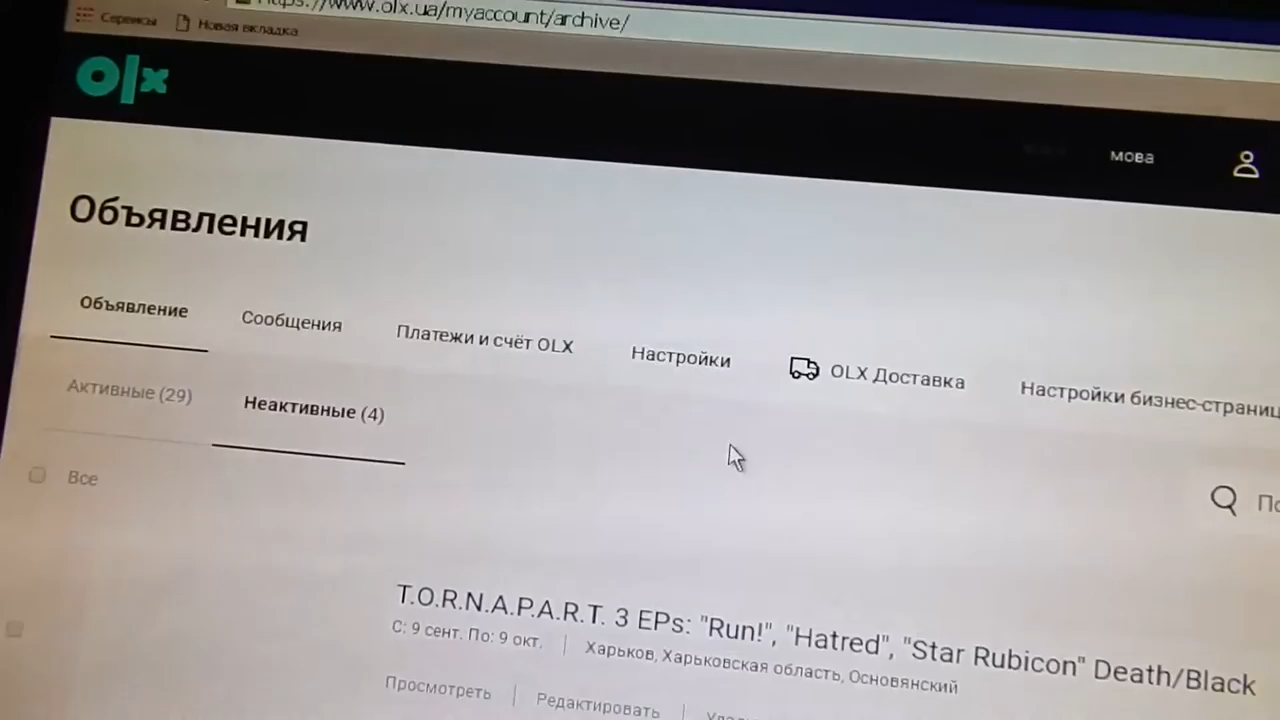 https://www.olx.ua/myaccount/archive/
Сервисы Новая вкладка
olx
мова
Объявления
Объявление Сообщения Платежи и счёт OLX Настройки OLX Доставка Настройки бизнес-страниц
Активные (29) Неактивные (4)
Все
T.O.R.N.A.P.A.R.T. 3 EPs: "Run!", "Hatred", "Star Rubicon" Death/Black
С: 9 сент. По: 9 окт. | Харьков, Харьковская область, Основянский
Просмотреть | Редактировать |